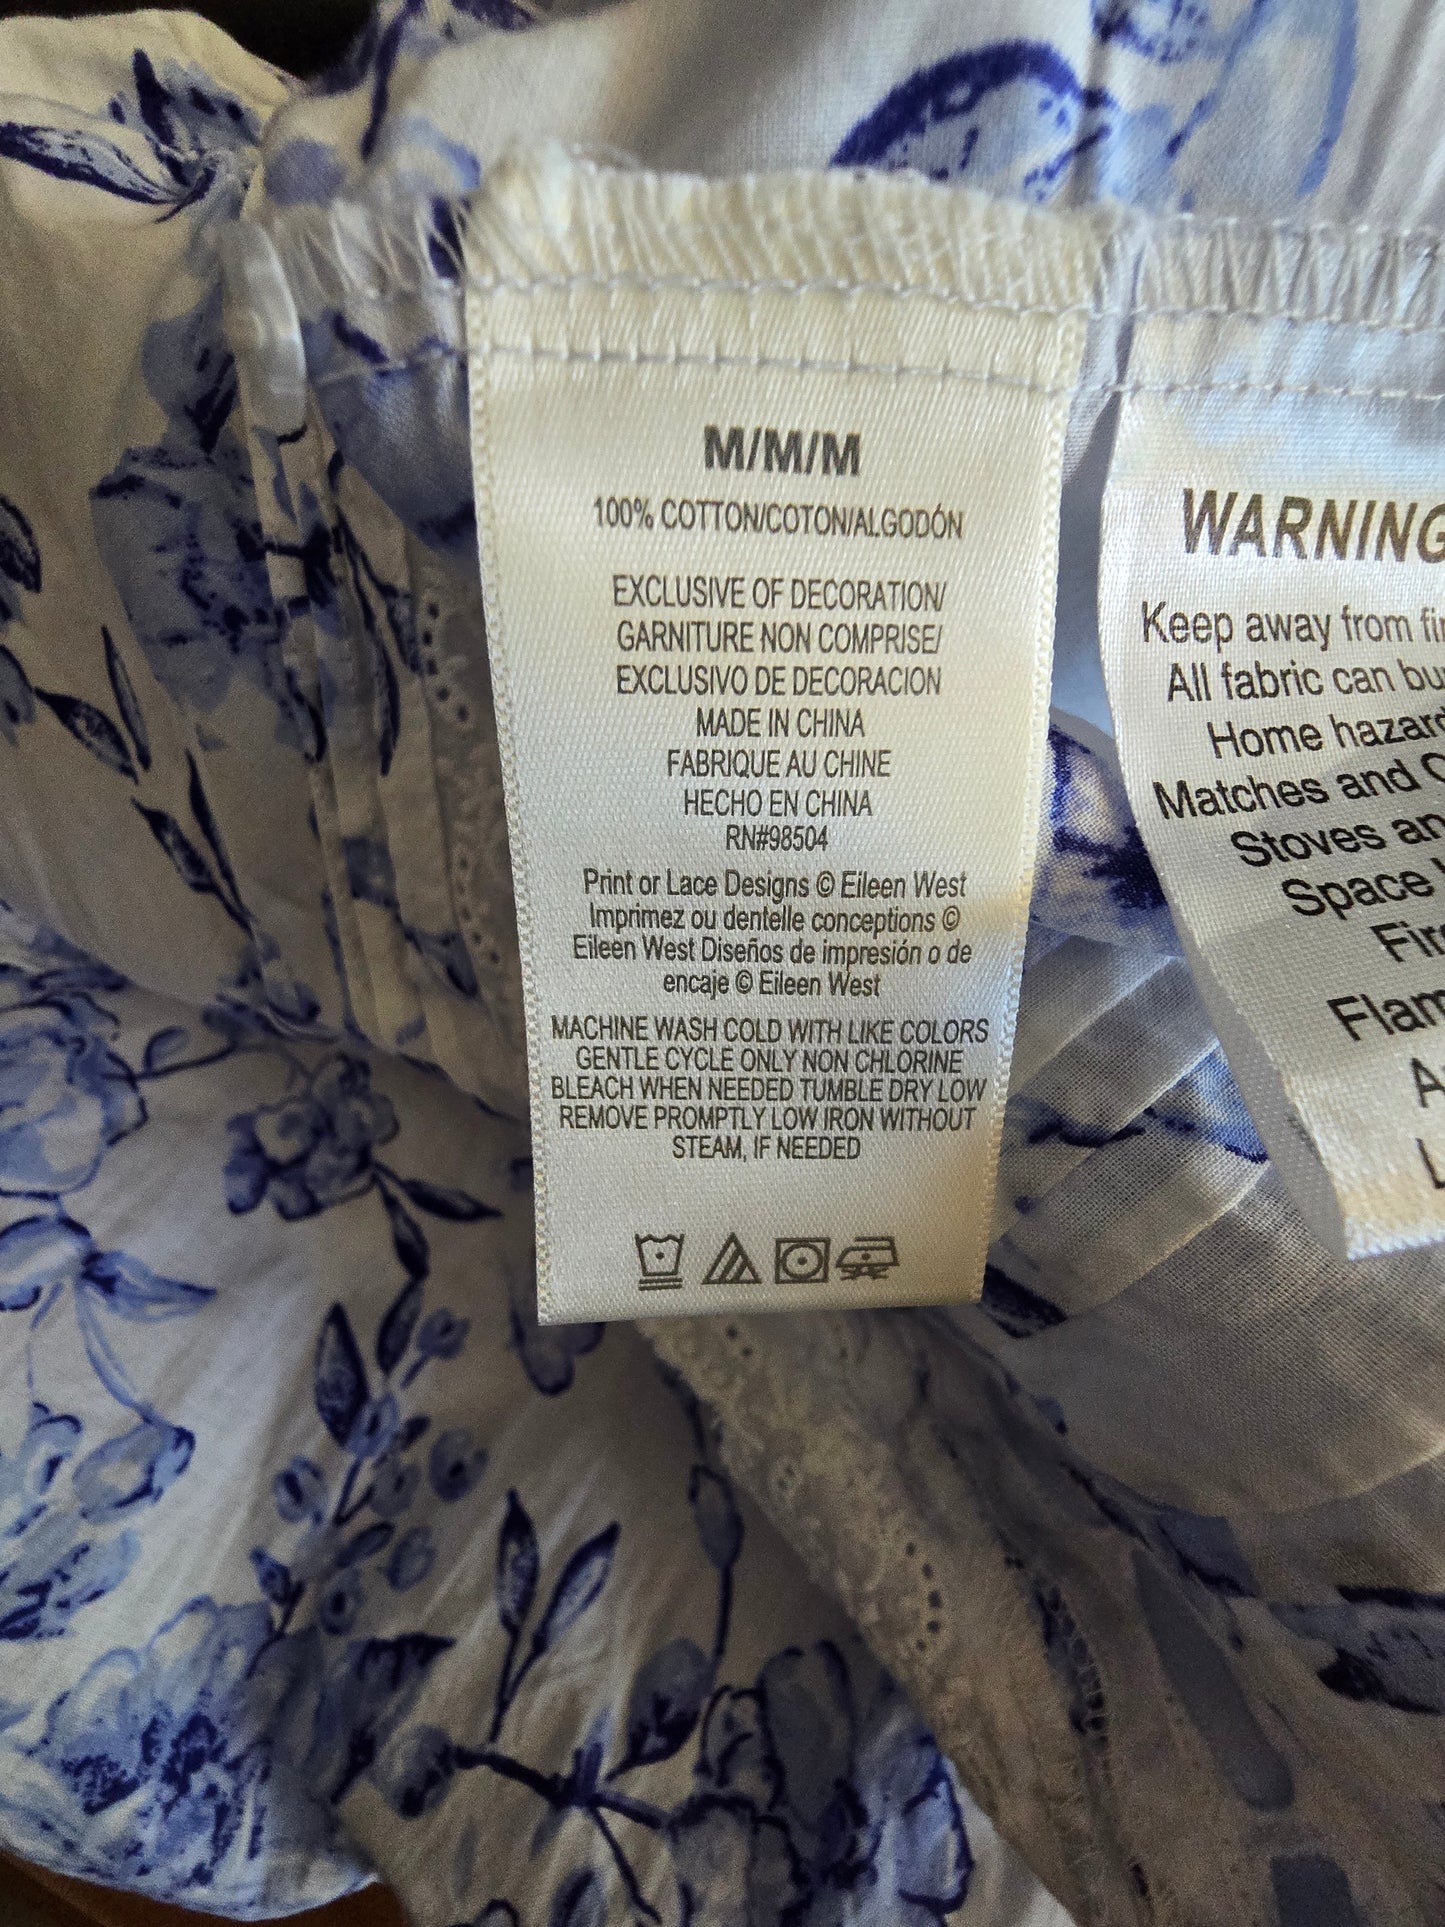 M/M/M
100% COTTON/COTON/ALGODÓN
EXCLUSIVE OF DECORATION/
GARNITURE NON COMPRISE/
EXCLUSIVO DE DECORACION
MADE IN CHINA
FABRIQUE AU CHINE
HECHO EN CHINA
RN#98504
Print or Lace Designs © Eileen West
Imprimez ou dentelle conceptions ©
Eileen West Diseños de impresión o de
encaje © Eileen West
MACHINE WASH COLD WITH LIKE COLORS
GENTLE CYCLE ONLY NON CHLORINE
BLEACH WHEN NEEDED TUMBLE DRY LOW
REMOVE PROMPTLY LOW IRON WITHOUT
STEAM, IF NEEDED
WARNING
Keep away from
All fabric can
Home
Matches and
Stoves
Space